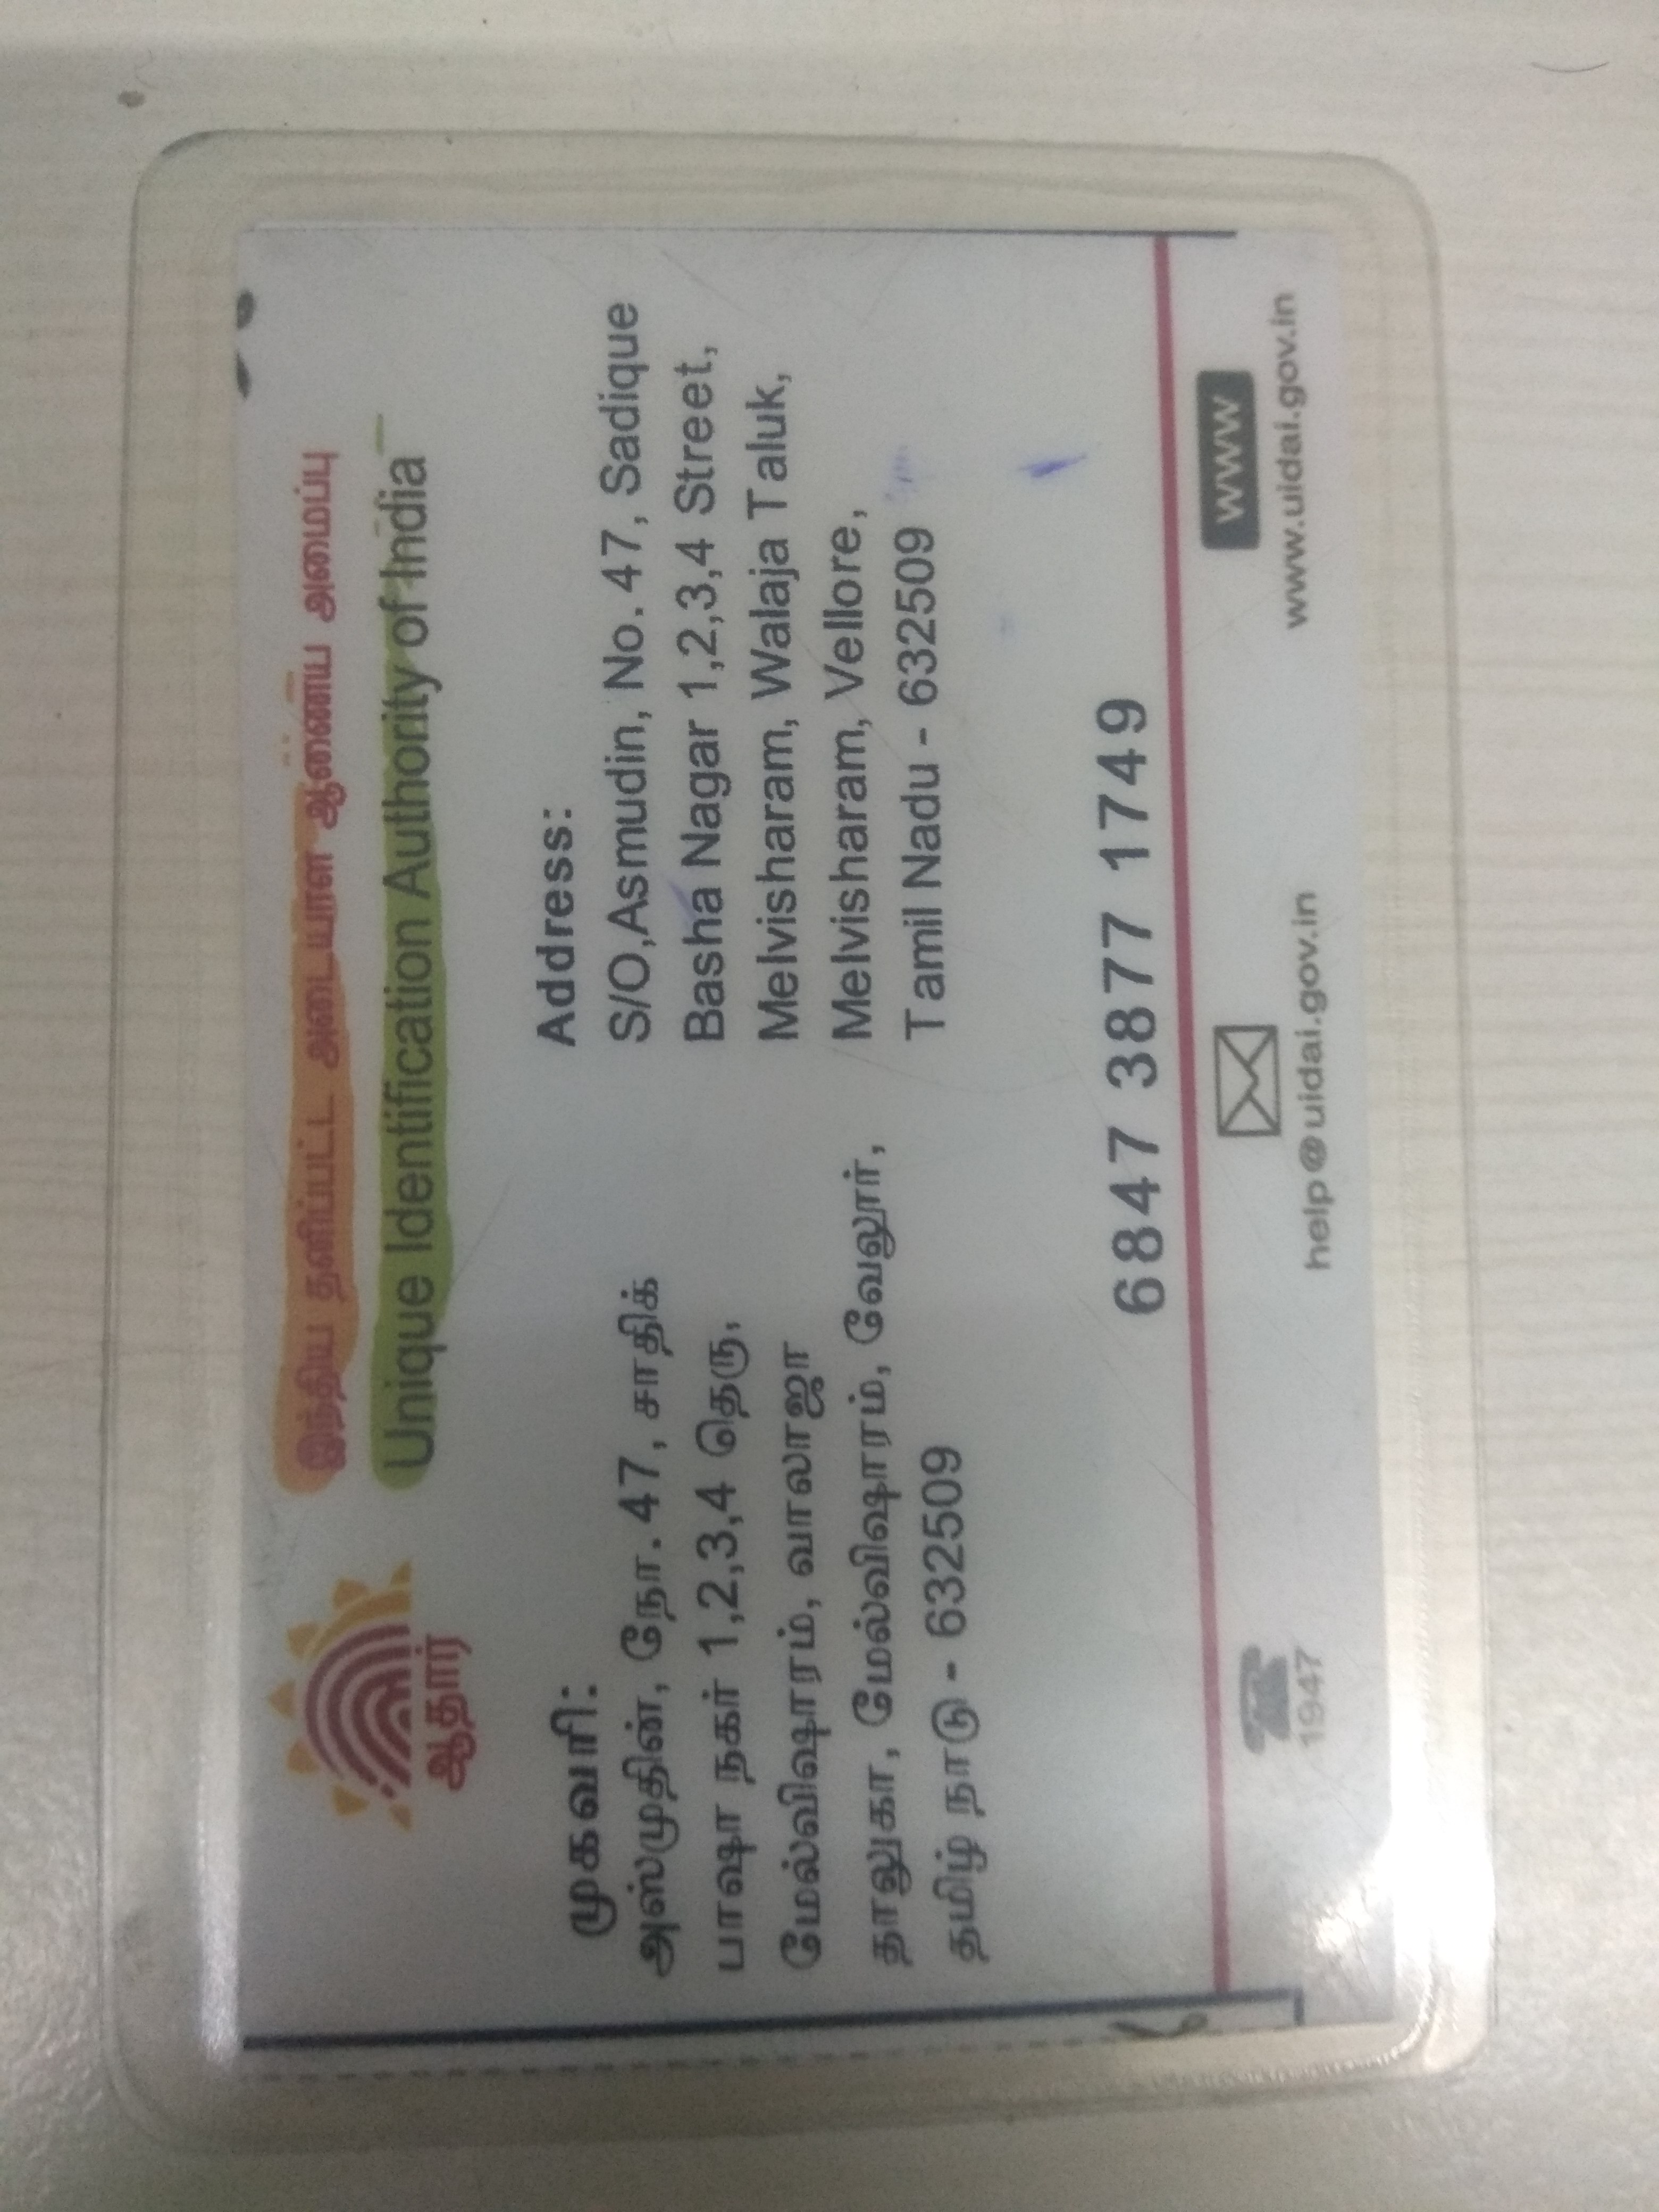 இந்திய தனிப்பட்ட அடையாள ஆணைய அமைப்பு
Unique Identification Authority of India
ஆதார்
முகவரி:
அஸ்முதின், நோ. 47, சாதிக்
பாஷா நகர் 1,2,3,4 தெரு,
மேல்விஷாரம், வாலாஜா
தாலுகா, மேல்விஷாரம், வேலூர்,
தமிழ் நாடு - 632509
Address:
S/O,Asmudin, No. 47, Sadique
Basha Nagar 1,2,3,4 Street,
Melvisharam, Walaja Taluk,
Melvisharam, Vellore,
Tamil Nadu - 632509
6847 3877 1749
1947
help@uidai.gov.in
www
www.uidai.gov.in